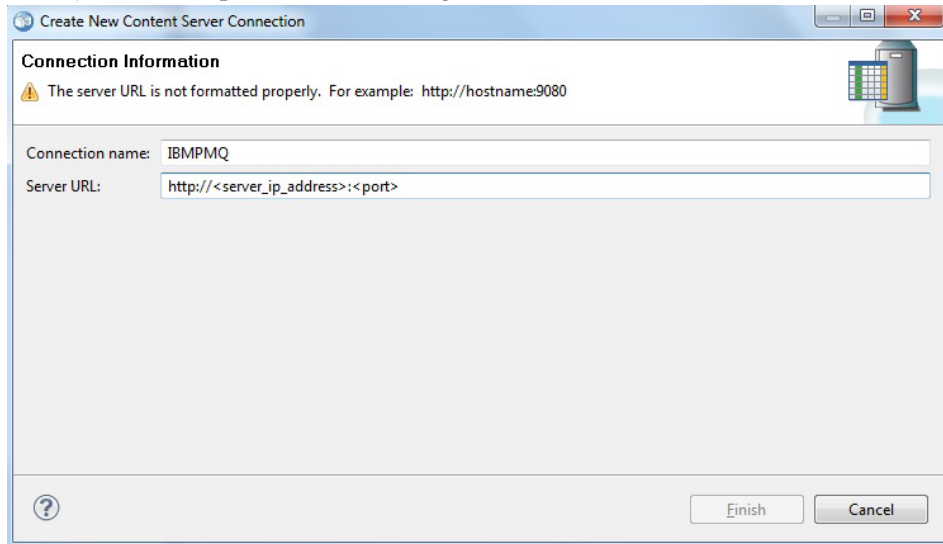 Create New Content Server Connection
Connection Information
The server URL is not formatted properly. For example: http://hostname:9080
Connection name: IBMPMQ
Server URL: http://<server_ip_address>:<port>
? Finish Cancel